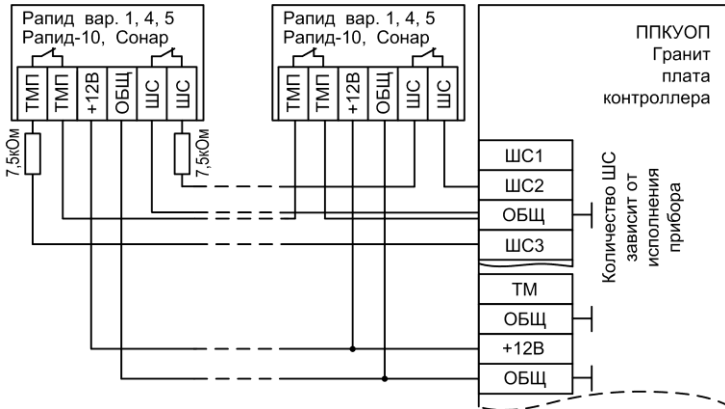 Рапид вар. 1, 4, 5
Рапид-10, Сонар
ТМП
ТМП
+12В
ОБЩ
ШС
ШС
7,5кОм
7,5кОм
Рапид вар. 1, 4, 5
Рапид-10, Сонар
ТМП
ТМП
+12В
ОБЩ
ШС
ШС
ППКУОП
Гранит
плата
контроллера
ШС1
ШС2
ОБЩ
ШС3
Количество ШС
зависит от
исполнения
прибора
ТМ
ОБЩ
+12В
ОБЩ